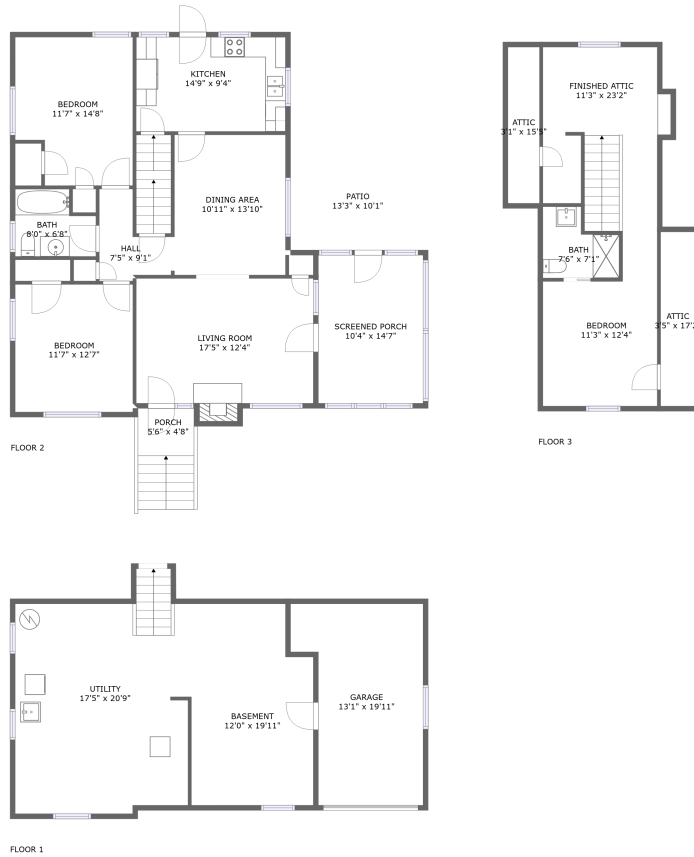 KITCHEN
14'9" x 9'4"
BEDROOM
11'7" x 14'8"
DINING AREA
10'11" x 13'10"
PATIO
13'3" x 10'1"
BATH
8'0" x 6'8"
HALL
7'5" x 9'1"
LIVING ROOM
17'5" x 12'4"
SCREENED PORCH
10'4" x 14'7"
BEDROOM
11'7" x 12'7"
PORCH
5'6" x 4'8"
FLOOR 2
FINISHED ATTIC
11'3" x 23'2"
ATTIC
3'1" x 15'5"
BATH
7'6" x 7'1"
ATTIC
3'5" x 17'2
BEDROOM
11'3" x 12'4"
FLOOR 3
UTILITY
17'5" x 20'9"
BASEMENT
12'0" x 19'11"
GARAGE
13'1" x 19'11"
FLOOR 1